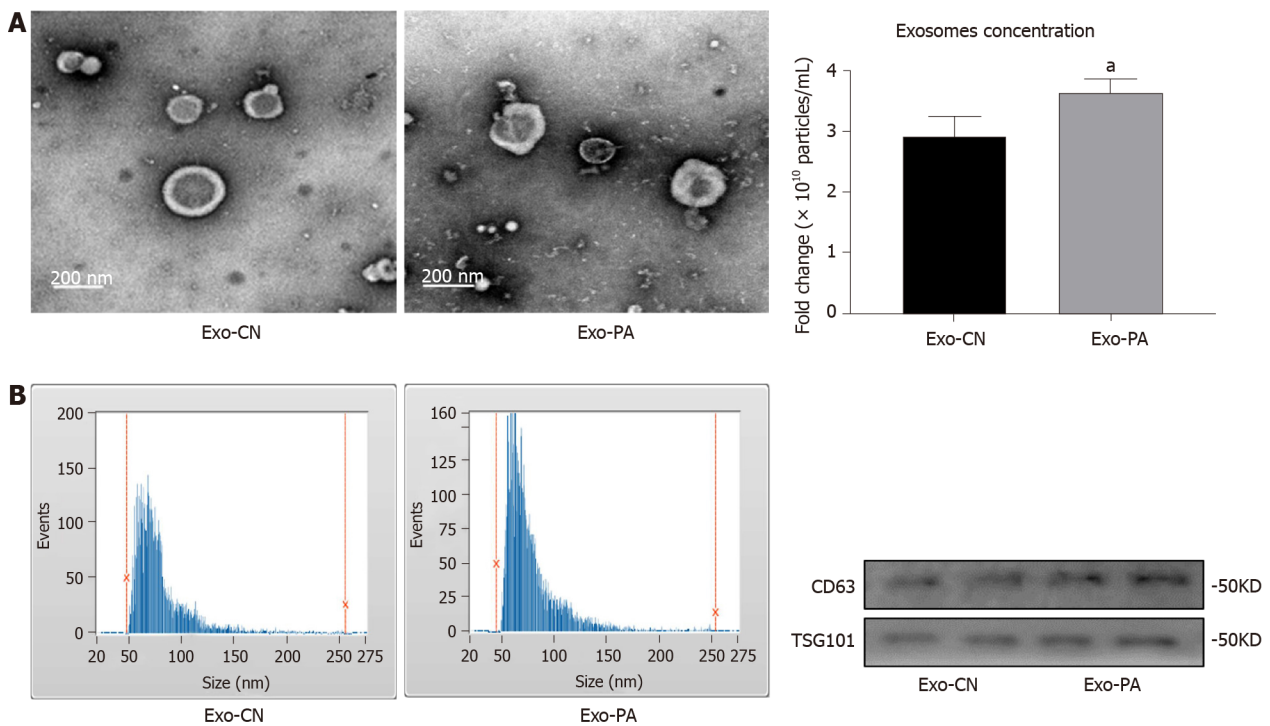 A
200 nm
Exo-CN
200 nm
Exo-PA
Exosomes concentration
Fold change (× 10¹⁰ particles/mL)
4
3
2
1
0
a
Exo-CN
Exo-PA
B
Events
200
150
100
50
0
20 50 100 150 200 250 275
Size (nm)
Exo-CN
Events
160
125
100
75
50
25
0
20 50 100 150 200 250 275
Size (nm)
Exo-PA
CD63
-50KD
TSG101
-50KD
Exo-CN
Exo-PA